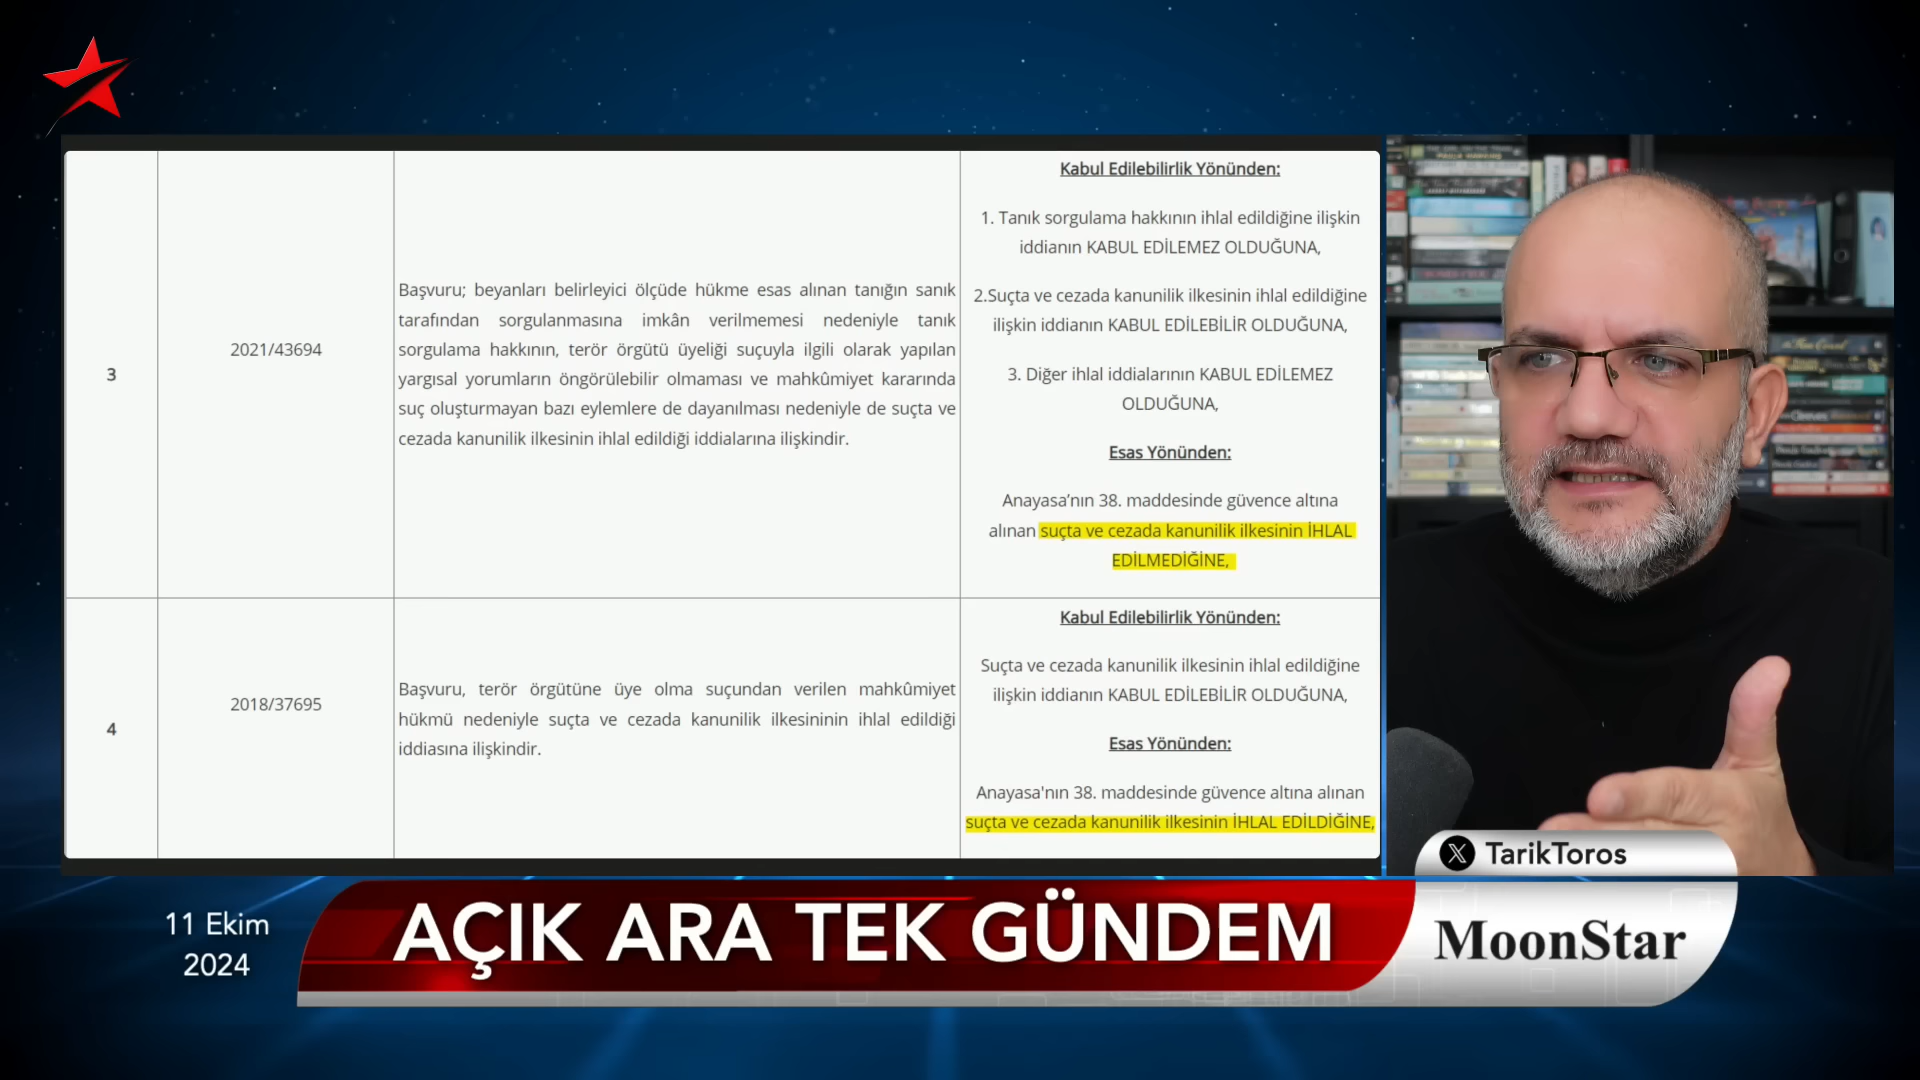 3
2021/43694
Başvuru; beyanları belirleyici ölçüde hükme esas alınan tanığın sanık
tarafından sorgulanmasına imkân verilmemesi nedeniyle tanık
sorgulama hakkının, terör örgütü üyeliği suçuyla ilgili olarak yapılan
yargısal yorumların öngörülebilir olmaması ve mahkûmiyet kararında
suç oluşturmayan bazı eylemlere de dayanılması nedeniyle de suçta ve
cezada kanunilik ilkesinin ihlal edildiği iddialarına ilişkindir.
Kabul Edilebilirlik Yönünden:
1. Tanık sorgulama hakkının ihlal edildiğine ilişkin
iddianın KABUL EDİLEMEZ OLDUĞUNA,
2.Suçta ve cezada kanunilik ilkesinin ihlal edildiğine
ilişkin iddianın KABUL EDİLEBİLİR OLDUĞUNA,
3. Diğer ihlal iddialarının KABUL EDİLEMEZ
OLDUĞUNA,
Esas Yönünden:
Anayasa’nın 38. maddesinde güvence altına
alınan suçta ve cezada kanunilik ilkesinin İHLAL
EDİLMEDİĞİNE,
4
2018/37695
Başvuru, terör örgütüne üye olma suçundan verilen mahkûmiyet
hükmü nedeniyle suçta ve cezada kanunilik ilkesininin ihlal edildiği
iddiasına ilişkindir.
Kabul Edilebilirlik Yönünden:
Suçta ve cezada kanunilik ilkesinin ihlal edildiğine
ilişkin iddianın KABUL EDİLEBİLİR OLDUĞUNA,
Esas Yönünden:
Anayasa'nın 38. maddesinde güvence altına alınan
suçta ve cezada kanunilik ilkesinin İHLAL EDİLDİĞİNE,
X TarikToros
11 Ekim
2024
AÇIK ARA TEK GÜNDEM
MoonStar